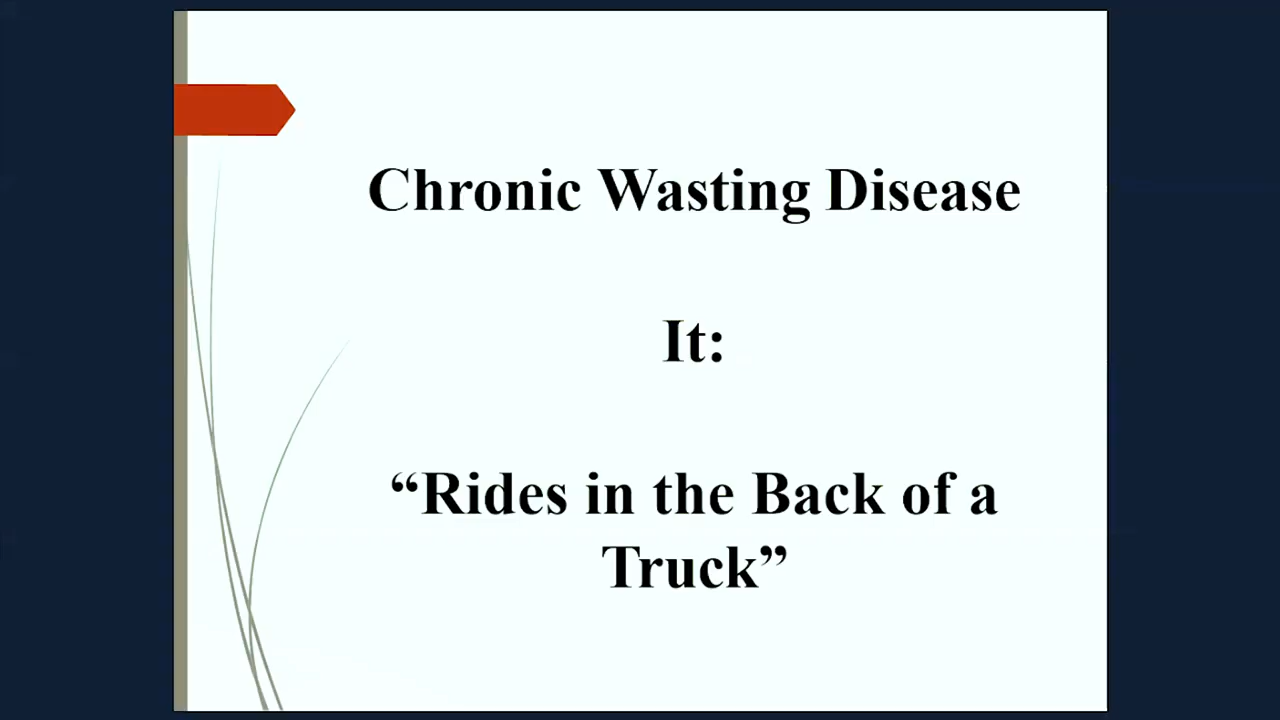 Chronic Wasting Disease
It:
“Rides in the Back of a
Truck”